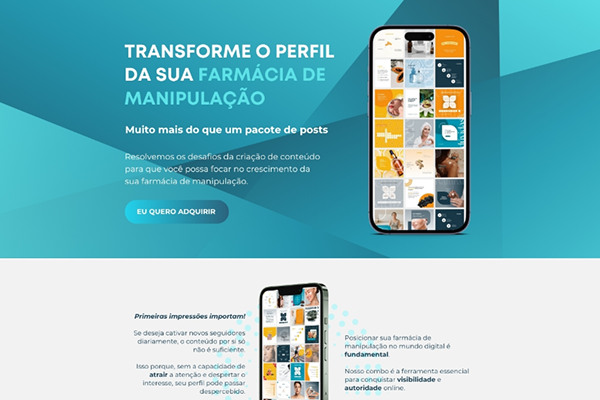 TRANSFORME O PERFIL
DA SUA FARMÁCIA DE
MANIPULAÇÃO
Muito mais do que um pacote de posts
Resolvemos os desafios da criação de conteúdo
para que você possa focar no crescimento da
sua farmácia de manipulação.
EU QUERO ADQUIRIR
Primeiras impressões importam!
Se deseja cativar novos seguidores
diariamente, o conteúdo por si só
não é suficiente.
Isso porque, sem a capacidade de
atrair a atenção e despertar o
interesse, seu perfil pode passar
despercebido.
Posicionar sua farmácia de
manipulação no mundo digital é
fundamental.
Nosso combo é a ferramenta essencial
para conquistar visibilidade e
autoridade online.